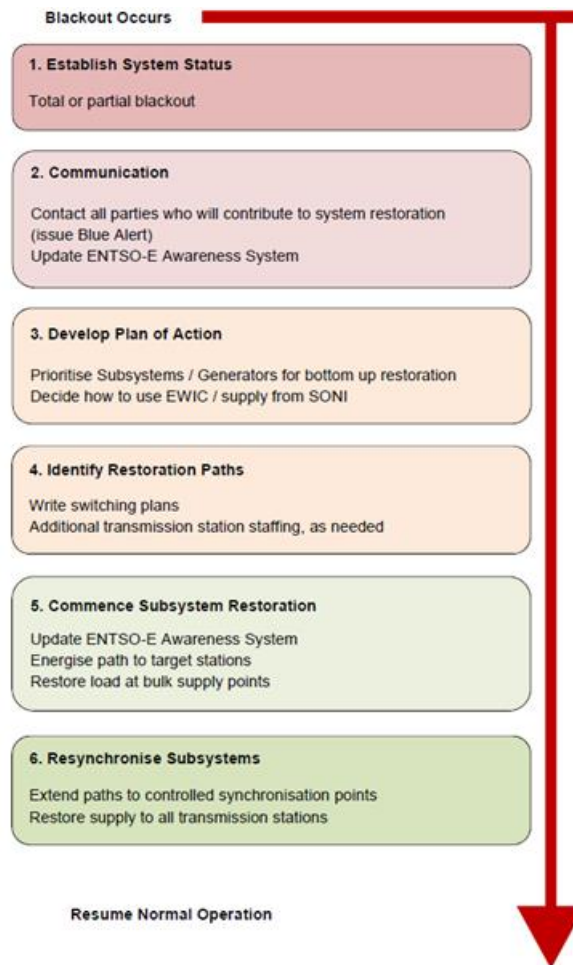 Blackout Occurs
1. Establish System Status
Total or partial blackout
2. Communication
Contact all parties who will contribute to system restoration
(issue Blue Alert)
Update ENTSO-E Awareness System
3. Develop Plan of Action
Prioritise Subsystems / Generators for bottom up restoration
Decide how to use EWIC / supply from SONI
4. Identify Restoration Paths
Write switching plans
Additional transmission station staffing, as needed
5. Commence Subsystem Restoration
Update ENTSO-E Awareness System
Energise path to target stations
Restore load at bulk supply points
6. Resynchronise Subsystems
Extend paths to controlled synchronisation points
Restore supply to all transmission stations
Resume Normal Operation